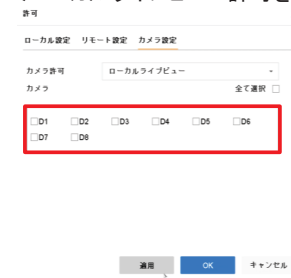 許可
ローカル設定 リモート設定 カメラ設定
カメラ許可 ローカルライブビュー
カメラ 全て選択
D1 D2 D3 D4 D5 D6
D7 D8
適用 OK キャンセル